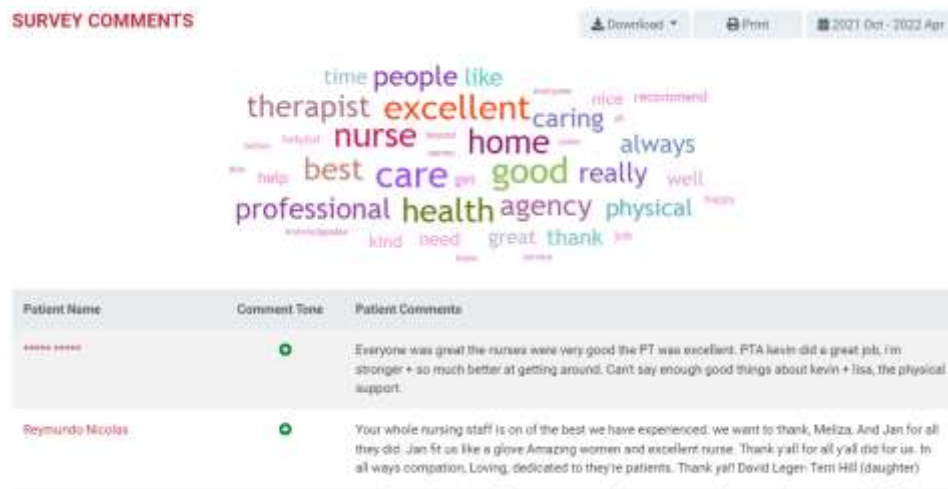 SURVEY COMMENTS
Download
Print
2021 Oct - 2022 Apr
time people like
therapist excellent caring nice recommend
helpful nurse home always
help best care get good really well
professional health agency physical happy
knowledgeable kind need great thank job
service
Patient Name Comment Tone Patient Comments
***** *****
Everyone was great the nurses were very good the PT was excellent. PTA kevin did a great job, I'm
stronger + so much better at getting around. Can't say enough good things about kevin + lisa, the physical
support.
Reymundo Nicolas
Your whole nursing staff is on of the best we have experienced. we want to thank, Meliza, And Jan for all
they did. Jan fit us like a glove Amazing women and excellent nurse. Thank y'all for all y'all did for us. In
all ways compation, Loving, dedicated to they're patients. Thank yall David Leger- Terri Hill (daughter)